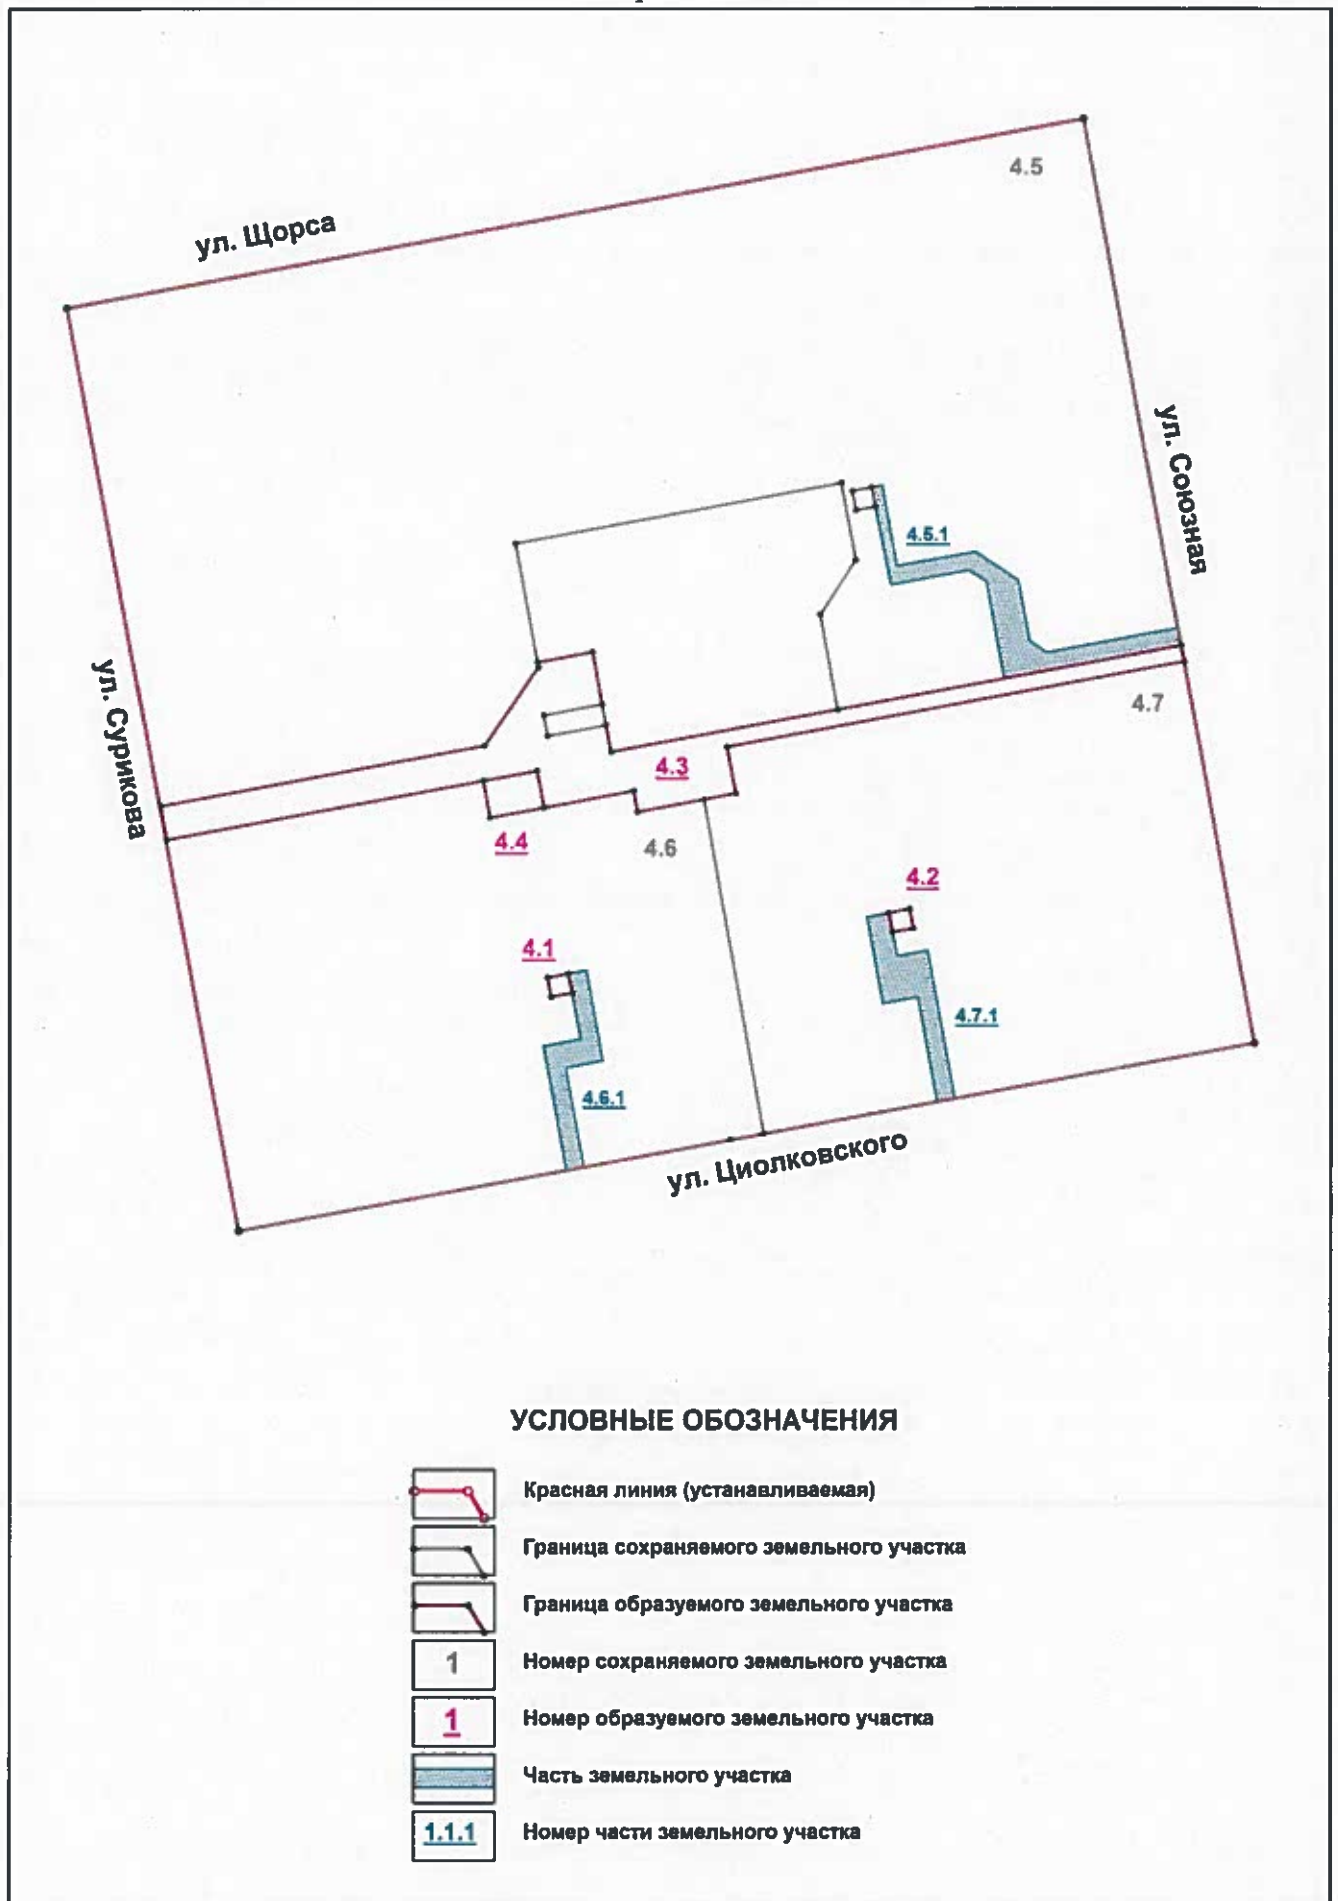 4.5
ул. Щорса
ул. Союзная
4.5.1
ул. Сурикова
4.7
4.3
4.4
4.6
4.2
4.1
4.7.1
4.6.1
ул. Циолковского
УСЛОВНЫЕ ОБОЗНАЧЕНИЯ
Красная линия (устанавливаемая)
Граница сохраняемого земельного участка
Граница образуемого земельного участка
1 Номер сохраняемого земельного участка
1 Номер образуемого земельного участка
Часть земельного участка
1.1.1 Номер части земельного участка